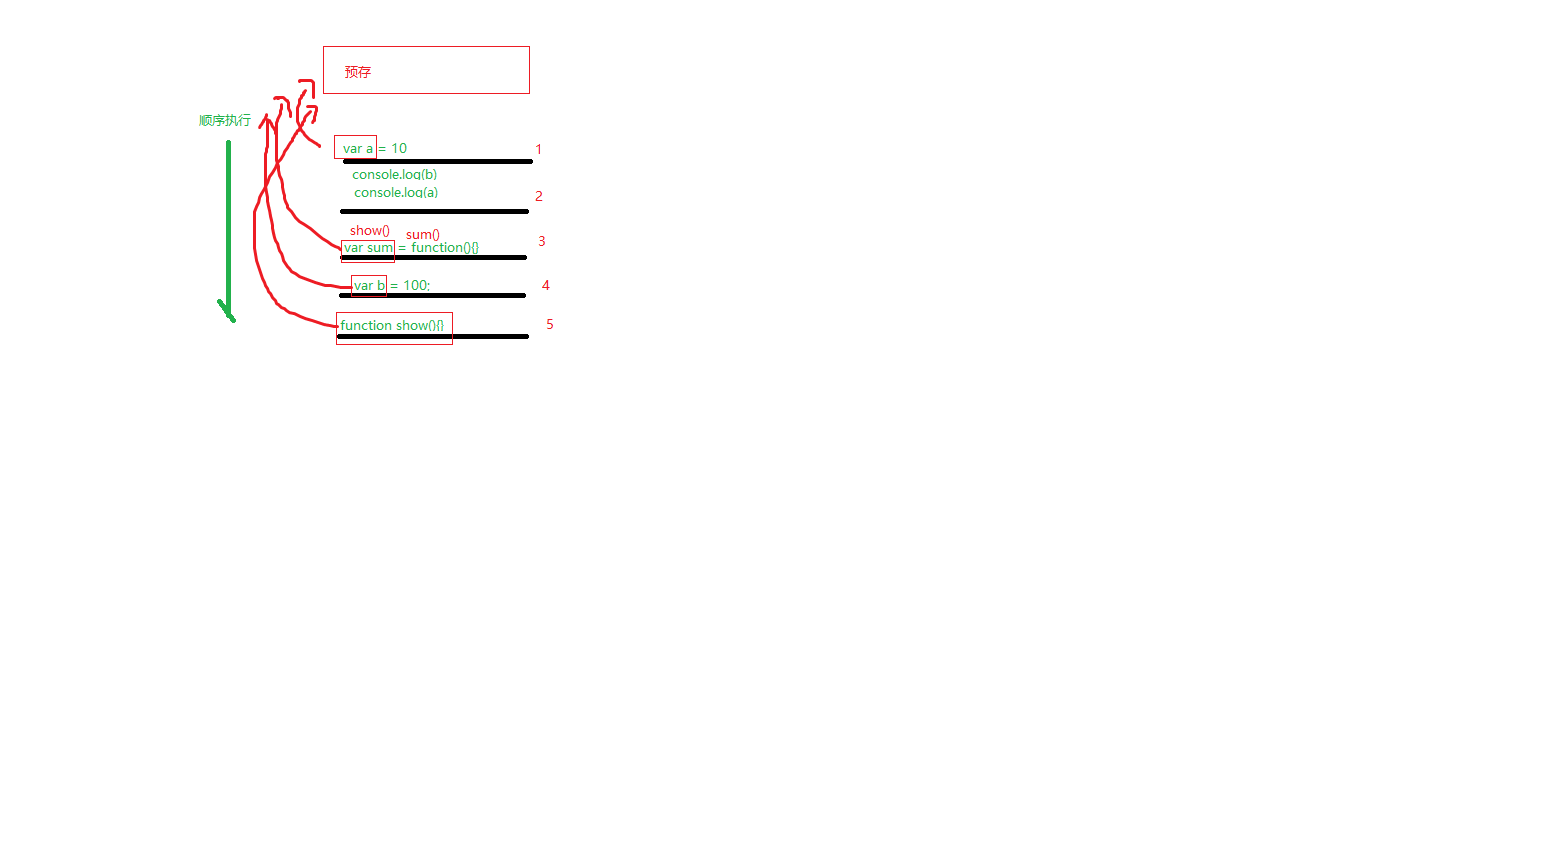 预存
顺序执行
var a = 10
1
console.log(b)
console.log(a)
2
show() sum()
var sum = function(){}
3
var b = 100;
4
function show(){}
5